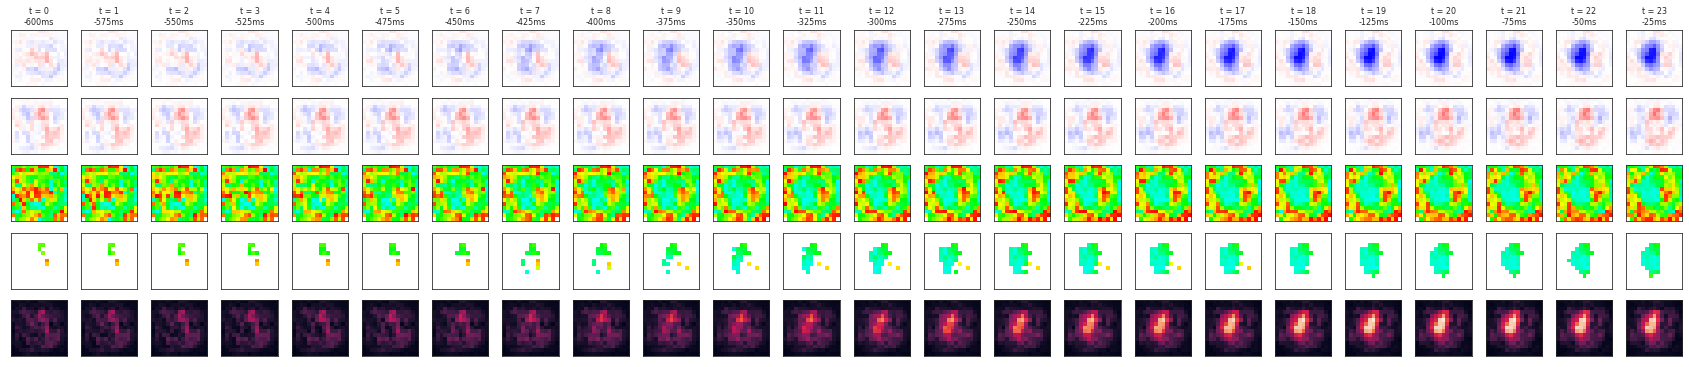 t = 0 t = 1 t = 2 t = 3 t = 4 t = 5 t = 6 t = 7 t = 8 t = 9 t = 10 t = 11 t = 12 t = 13 t = 14 t = 15 t = 16 t = 17 t = 18 t = 19 t = 20 t = 21 t = 22 t = 23
-600ms -575ms -550ms -525ms -500ms -475ms -450ms -425ms -400ms -375ms -350ms -325ms -300ms -275ms -250ms -225ms -200ms -175ms -150ms -125ms -100ms -75ms -50ms -25ms